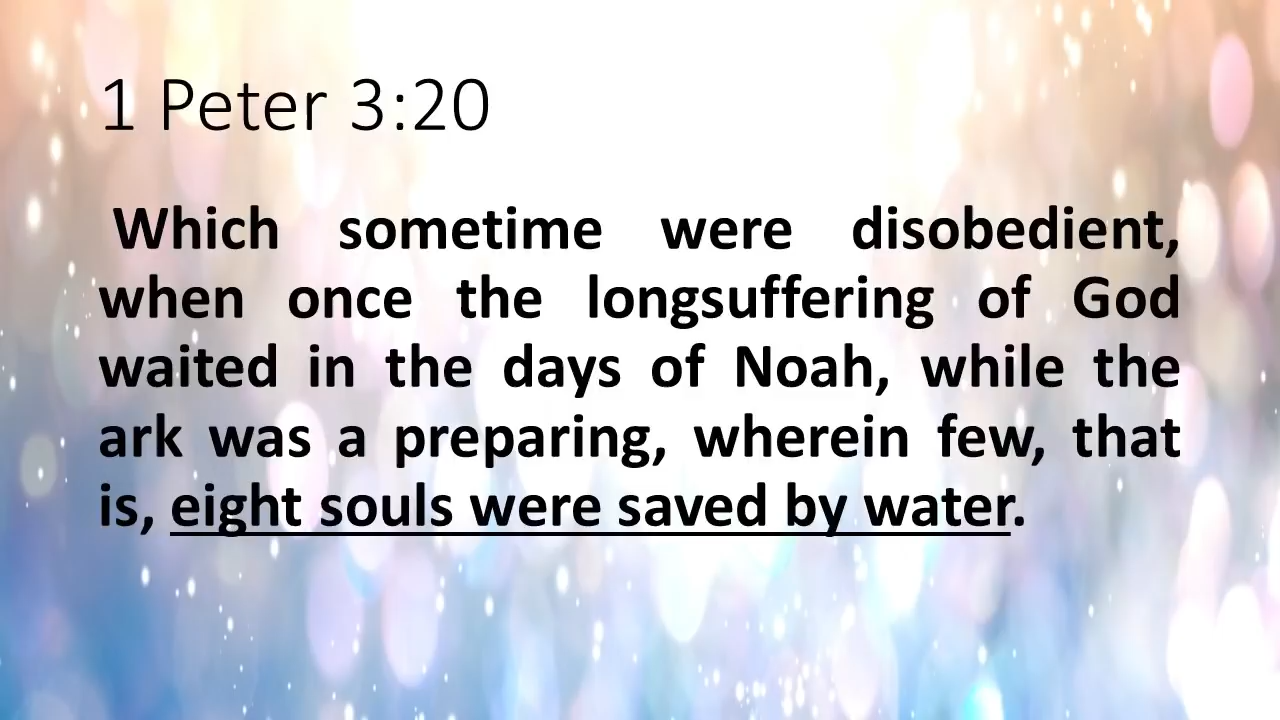 1 Peter 3:20
Which sometime were disobedient,
when once the longsuffering of God
waited in the days of Noah, while the
ark was a preparing, wherein few, that
is, eight souls were saved by water.